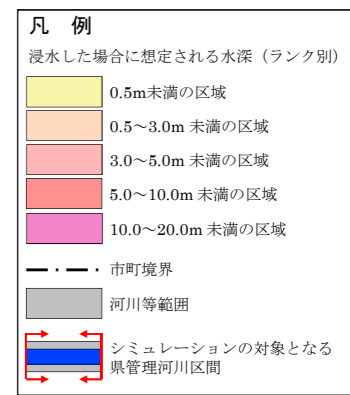 凡 例
浸水した場合に想定される水深（ランク別）
0.5m未満の区域
0.5～3.0m 未満の区域
3.0～5.0m 未満の区域
5.0～10.0m 未満の区域
10.0～20.0m 未満の区域
市町境界
河川等範囲
シミュレーションの対象となる
県管理河川区間